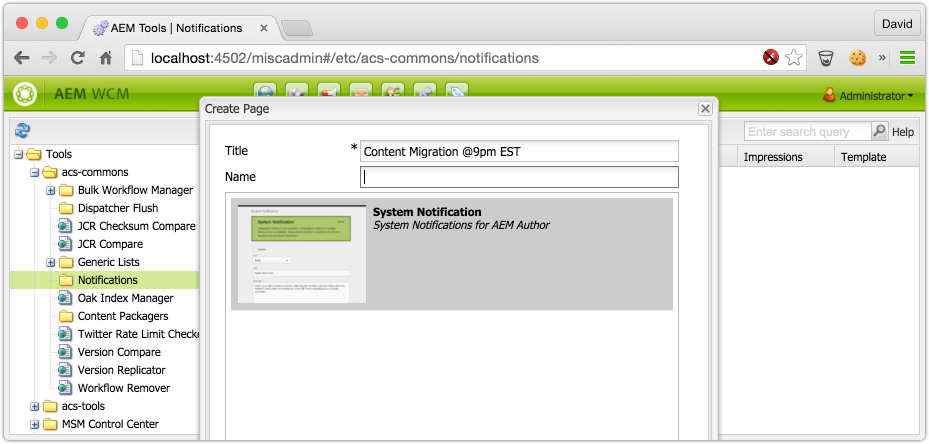 AEM Tools | Notifications
David
localhost:4502/miscadmin#/etc/acs-commons/notifications
»
AEM WCM
Administrator
Create Page
Enter search query
Help
Title
*
Content Migration @9pm EST
Name
Impressions
Template
System Notification
System Notifications for AEM Author
System Notification
Tools
acs-commons
Bulk Workflow Manager
Dispatcher Flush
JCR Checksum Compare
JCR Compare
Generic Lists
Notifications
Oak Index Manager
Content Packagers
Twitter Rate Limit Checke
Version Compare
Version Replicator
Workflow Remover
acs-tools
MSM Control Center